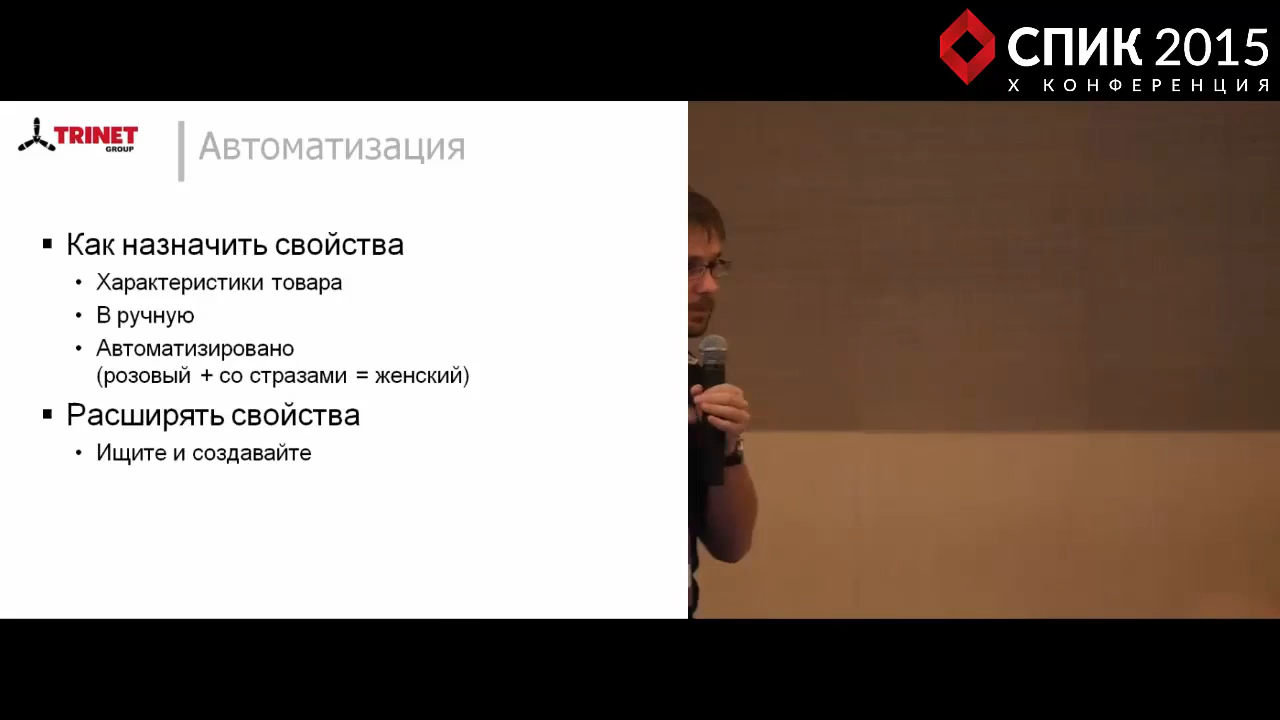 СПИК 2015
X КОНФЕРЕНЦИЯ
TRINET
GROUP
Автоматизация
Как назначить свойства
Характеристики товара
В ручную
Автоматизировано
(розовый + со стразами = женский)
Расширять свойства
Ищите и создавайте